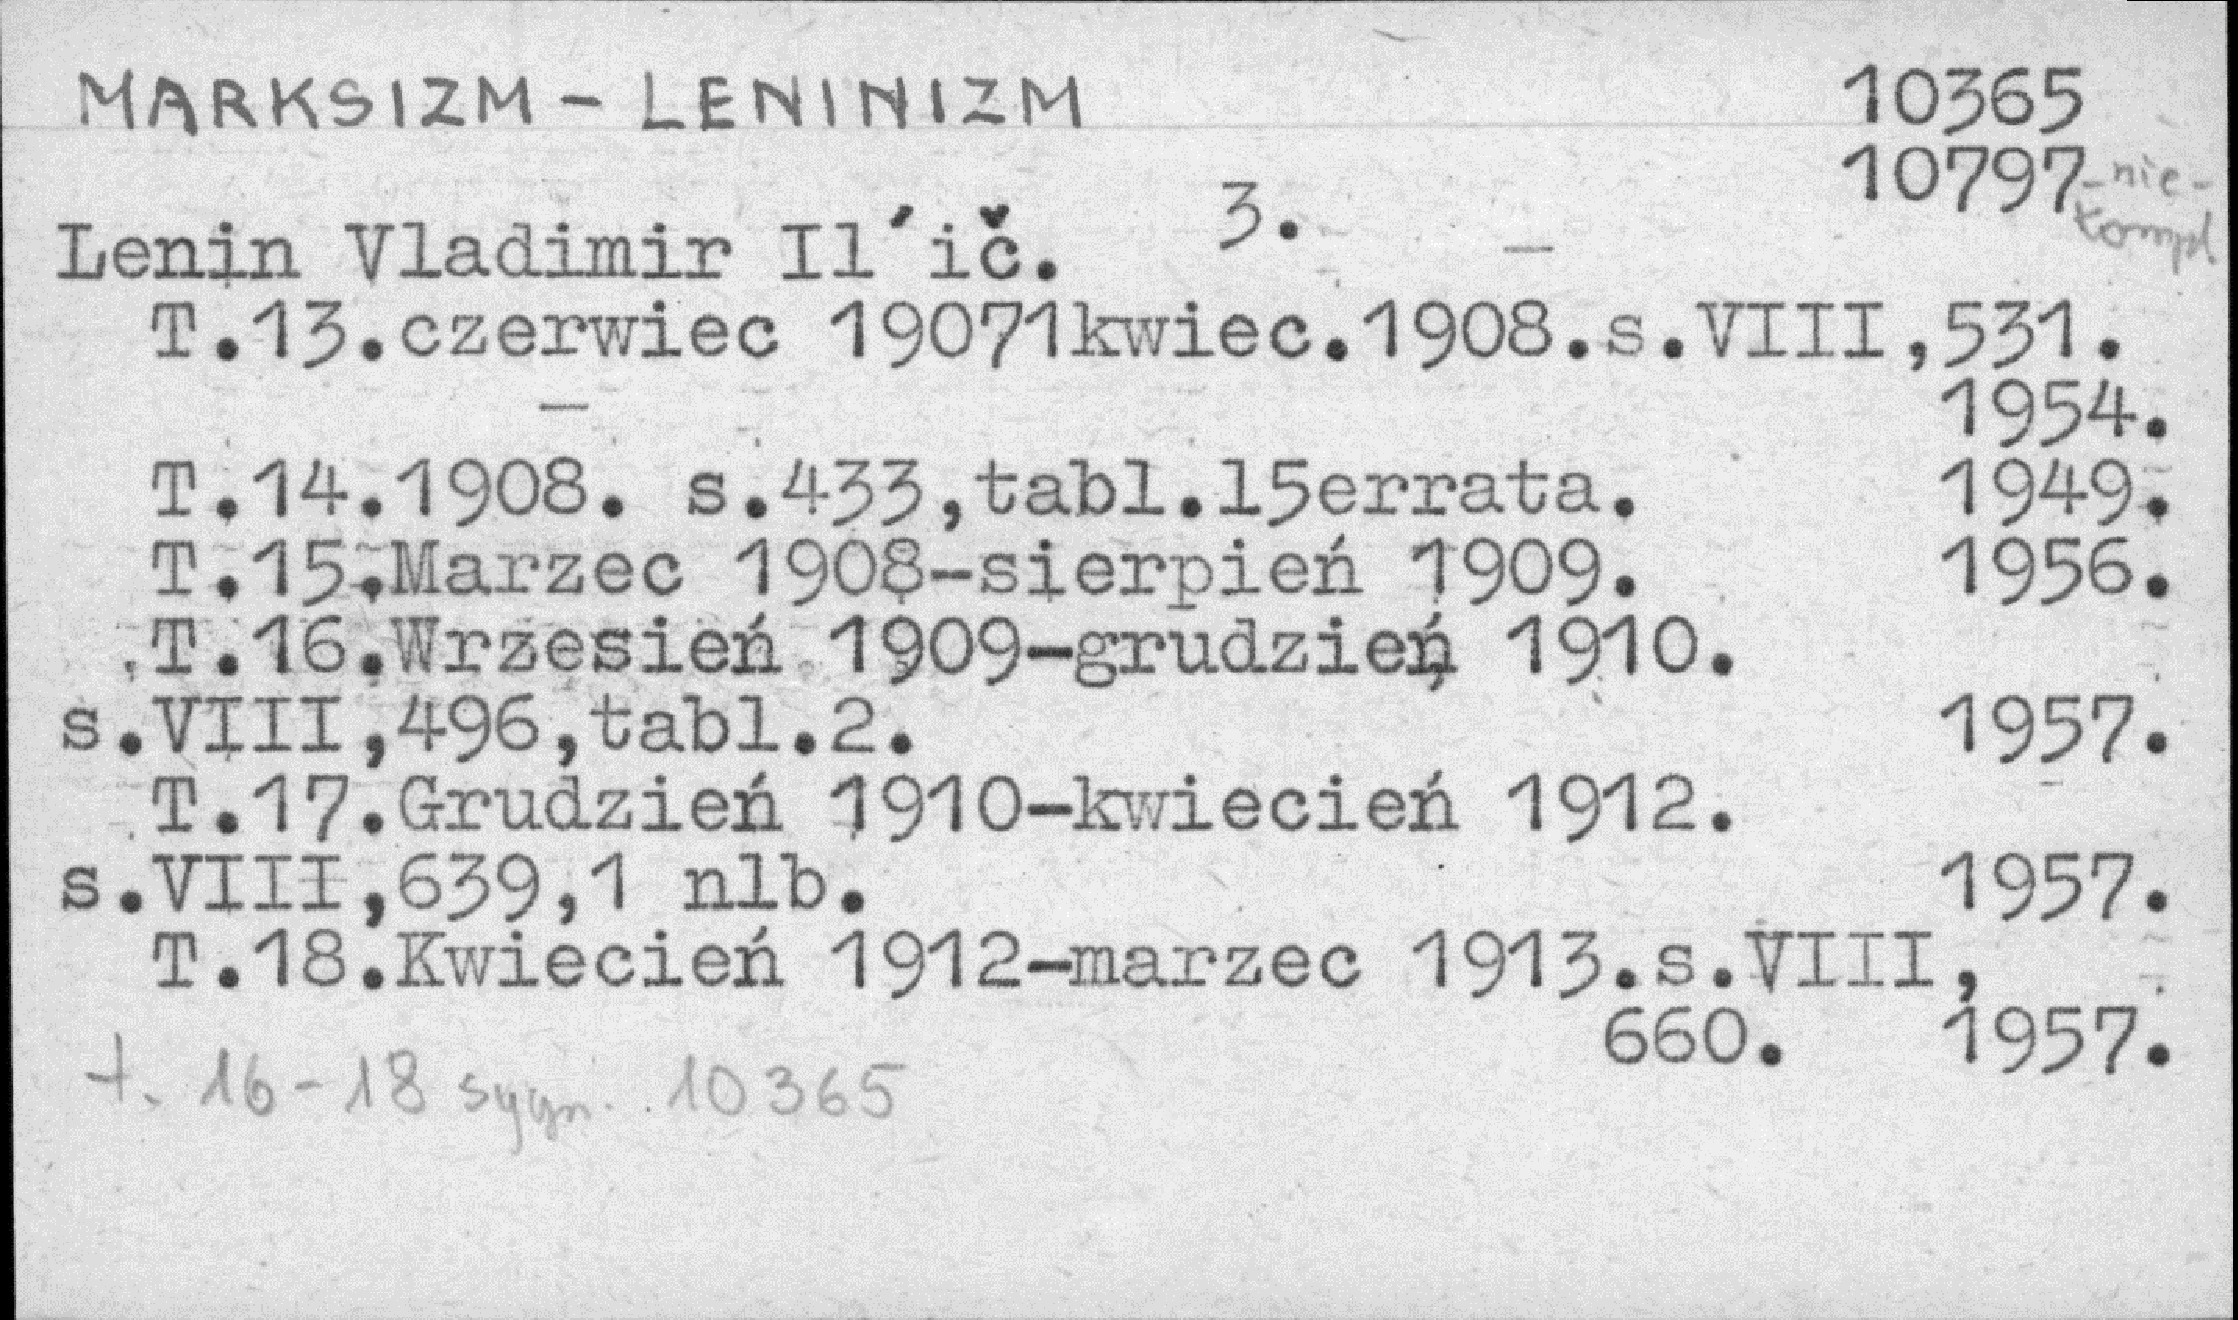 MARKSIZM - LENINIZM 10365
10797 - nie-
kompl.
Lenin Vladimir Il´ič. 3.
T.13.czerwiec 19071kwiec.1908.s.VIII,531.
1954.
T.14.1908. s.433,tabl.15errata. 1949.
T.15.Marzec 1908-sierpień 1909. 1956.
T.16.Wrzesień 1909-grudzień 1910.
s.VIII,496,tabl.2. 1957.
T.17.Grudzień 1910-kwiecień 1912.
s.VIII,639,1 nlb. 1957.
T.18.Kwiecień 1912-marzec 1913.s.VIII,
660. 1957.
t. 16-18 sygn. 10365